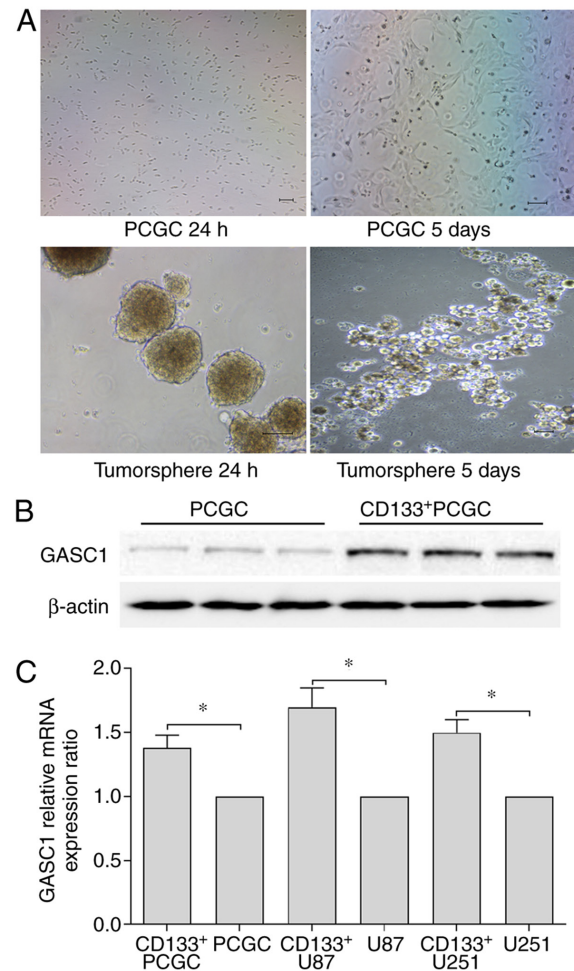 A
PCGC 24 h
PCGC 5 days
Tumorsphere 24 h
Tumorsphere 5 days
B
PCGC
CD133+PCGC
GASC1
β-actin
C
GASC1 relative mRNA
expression ratio
2.0
1.5
1.0
0.5
0.0
*
*
*
CD133+
PCGC
PCGC
CD133+
U87
U87
CD133+
U251
U251